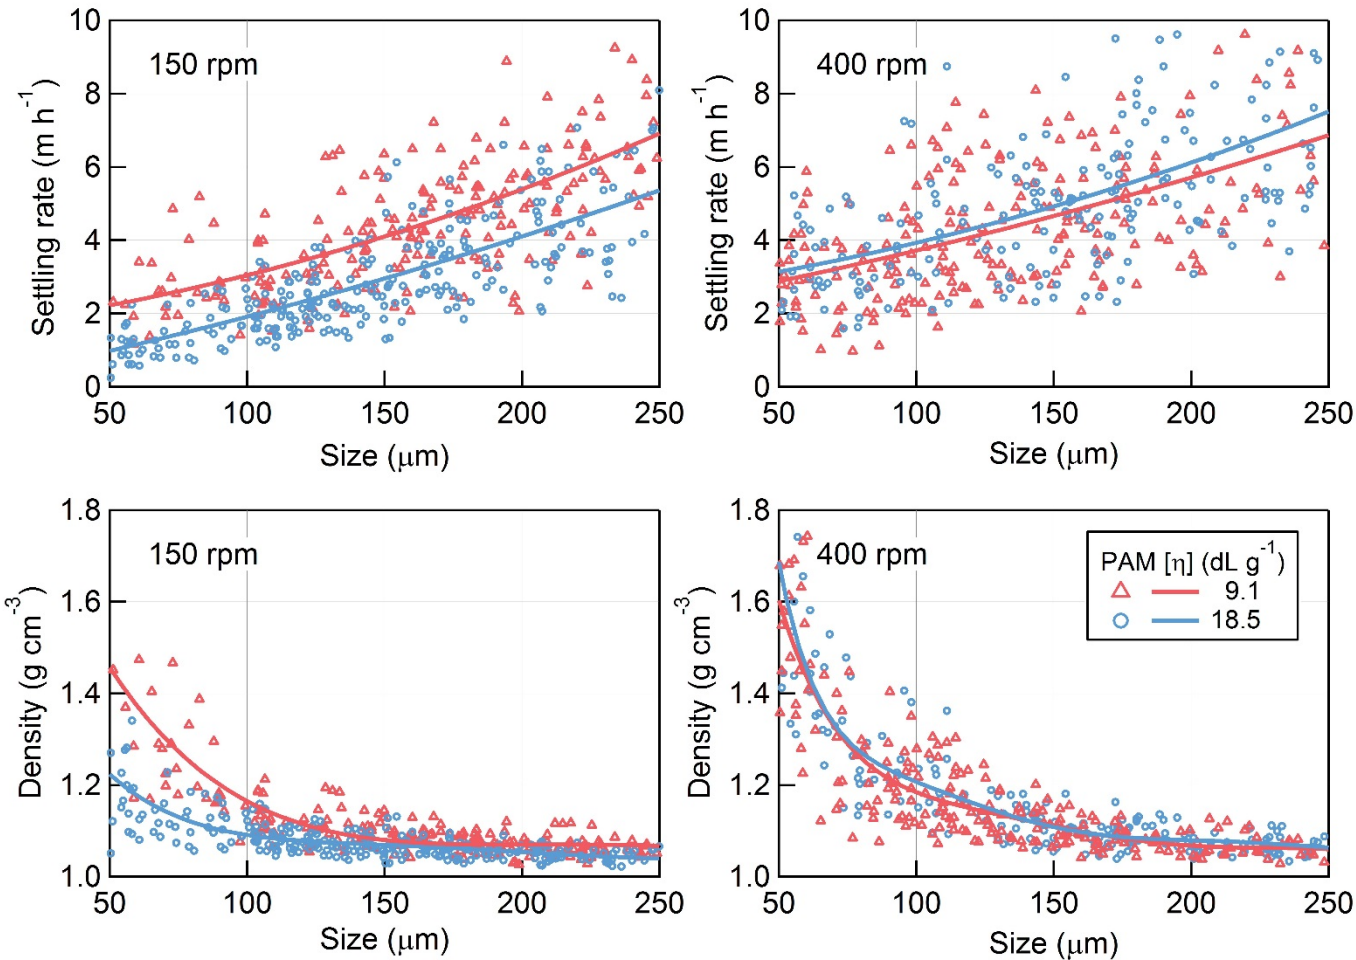 10
8
6
4
2
0
Settling rate (m h⁻¹)
150 rpm
50 100 150 200 250
Size (μm)
10
8
6
4
2
0
Settling rate (m h⁻¹)
400 rpm
50 100 150 200 250
Size (μm)
1.8
1.6
1.4
1.2
1.0
Density (g cm⁻³)
150 rpm
50 100 150 200 250
Size (μm)
1.8
1.6
1.4
1.2
1.0
Density (g cm⁻³)
400 rpm
PAM [η] (dL g⁻¹)
9.1
18.5
50 100 150 200 250
Size (μm)